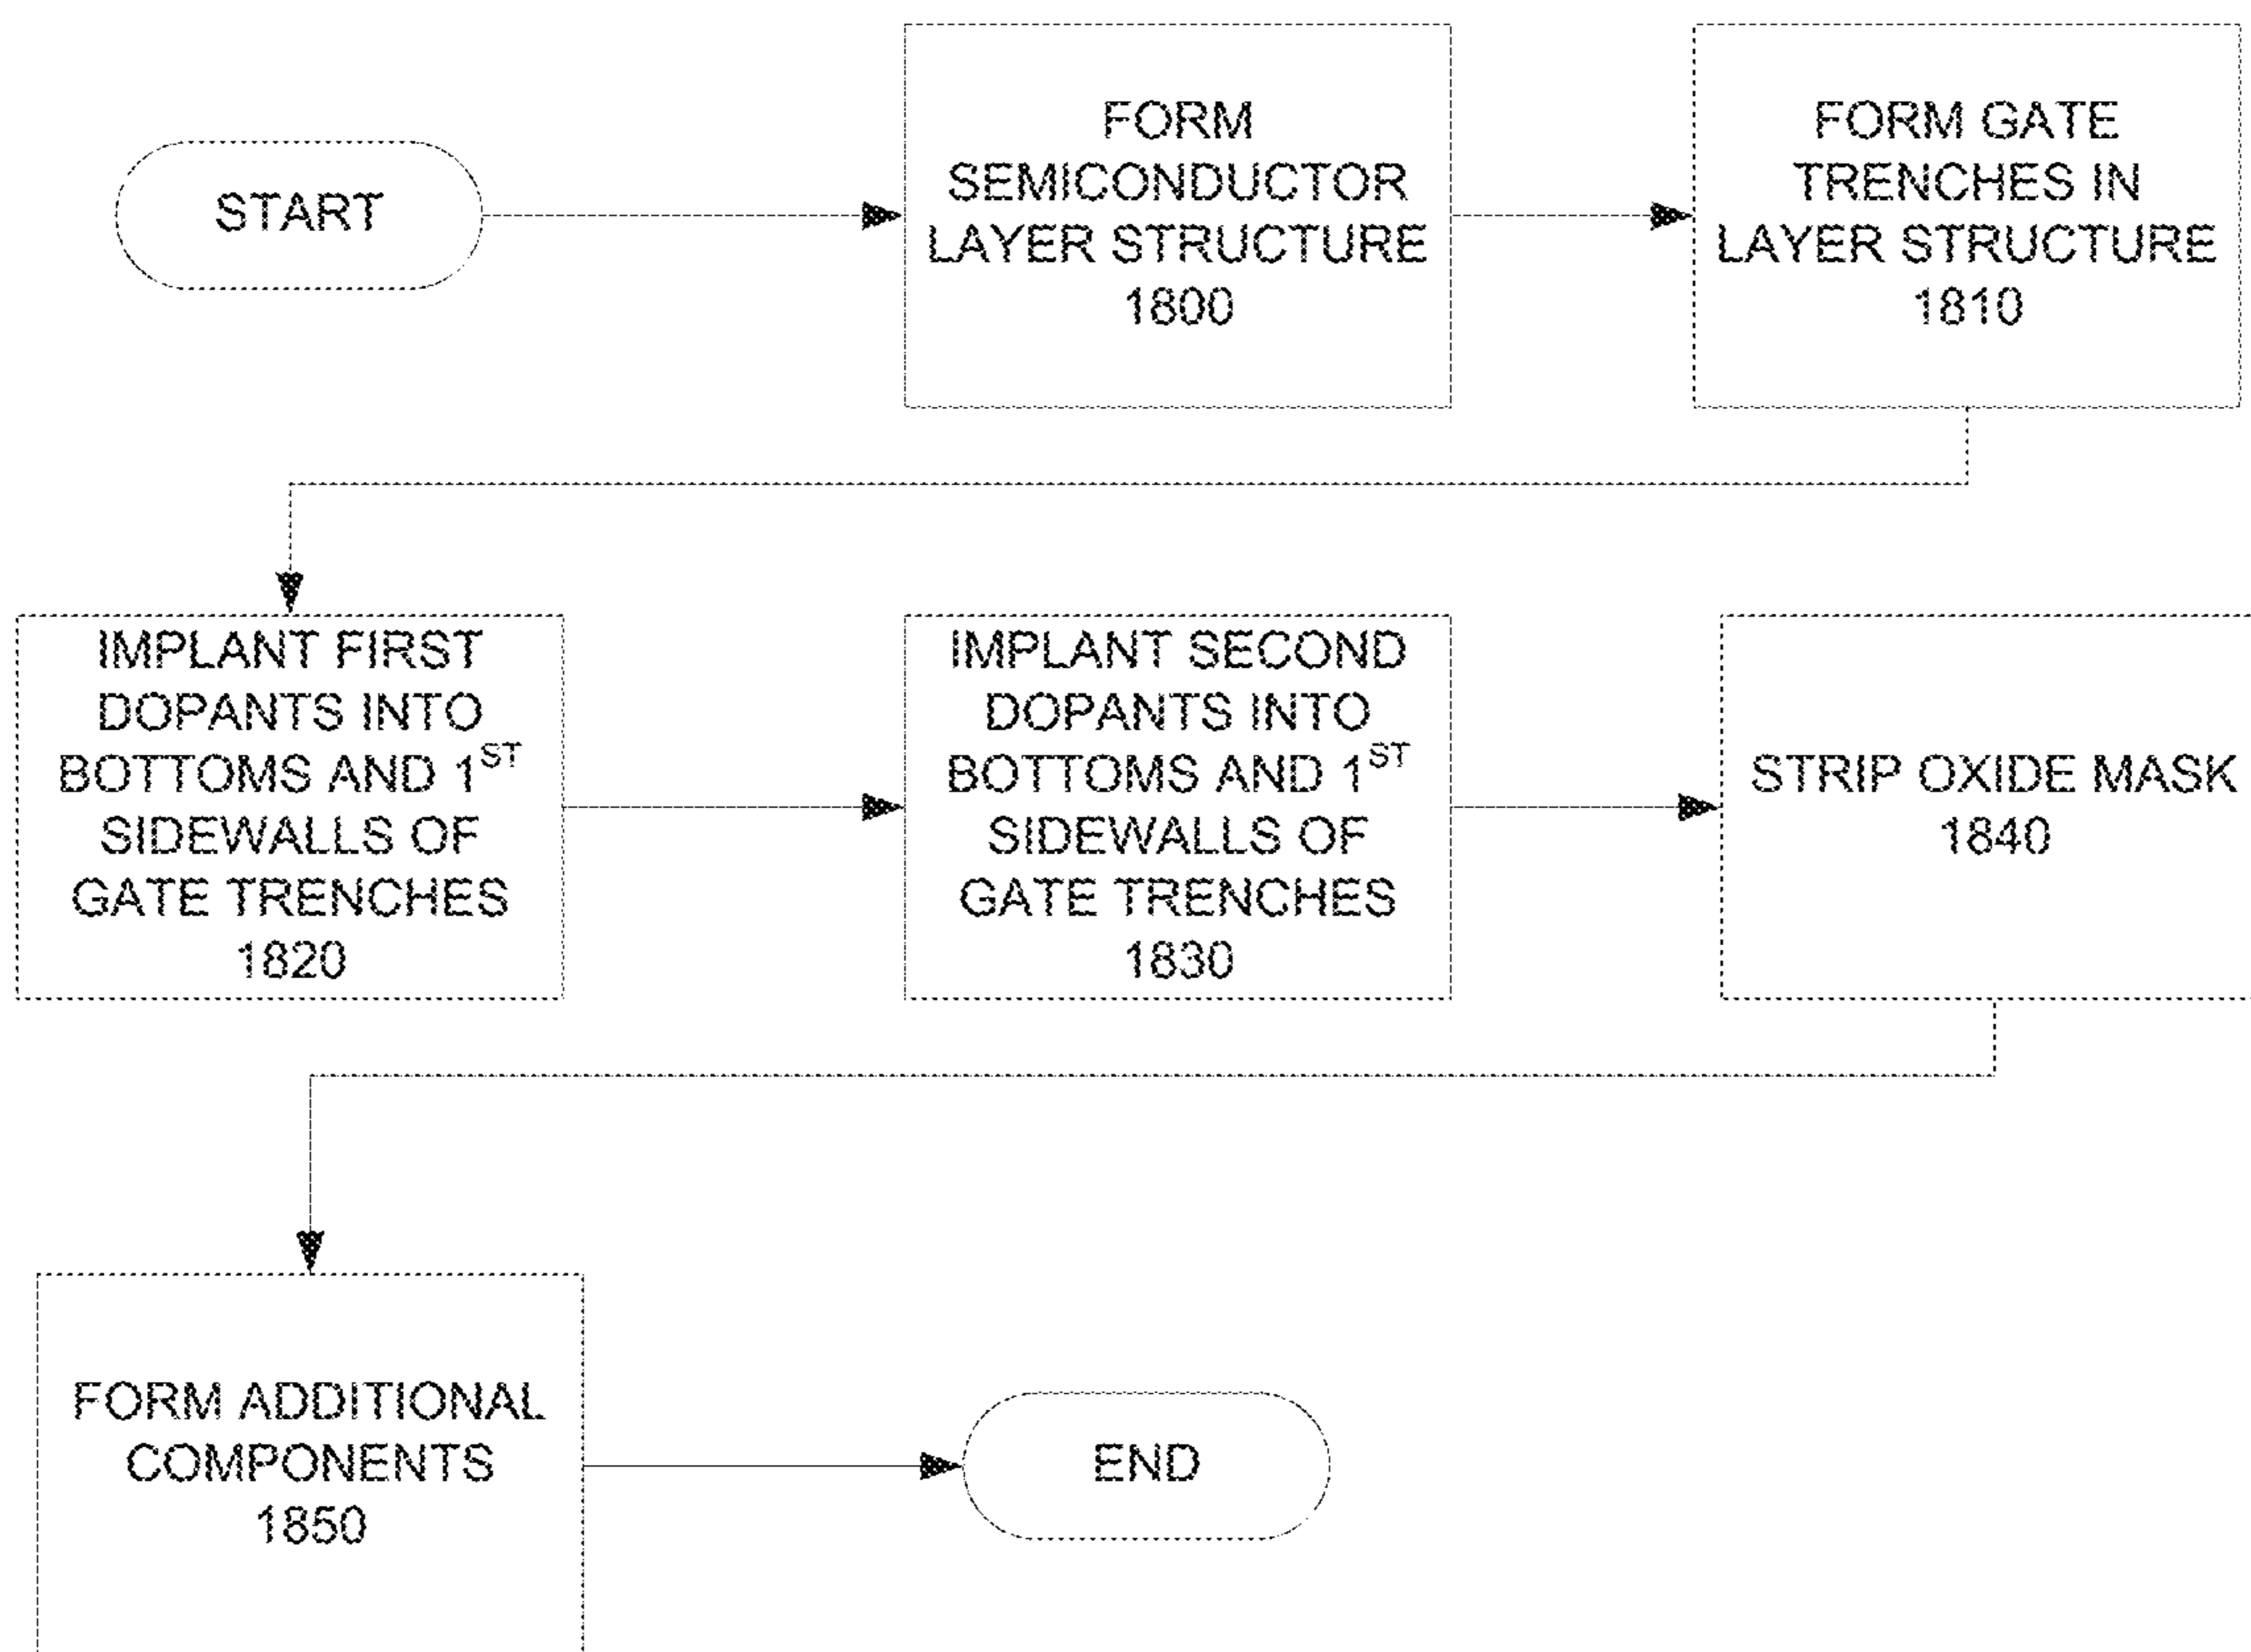 START
FORM
SEMICONDUCTOR
LAYER STRUCTURE
1800
FORM GATE
TRENCHES IN
LAYER STRUCTURE
1810
IMPLANT FIRST
DOPANTS INTO
BOTTOMS AND 1ST
SIDEWALLS OF
GATE TRENCHES
1820
IMPLANT SECOND
DOPANTS INTO
BOTTOMS AND 1ST
SIDEWALLS OF
GATE TRENCHES
1830
STRIP OXIDE MASK
1840
FORM ADDITIONAL
COMPONENTS
1850
END